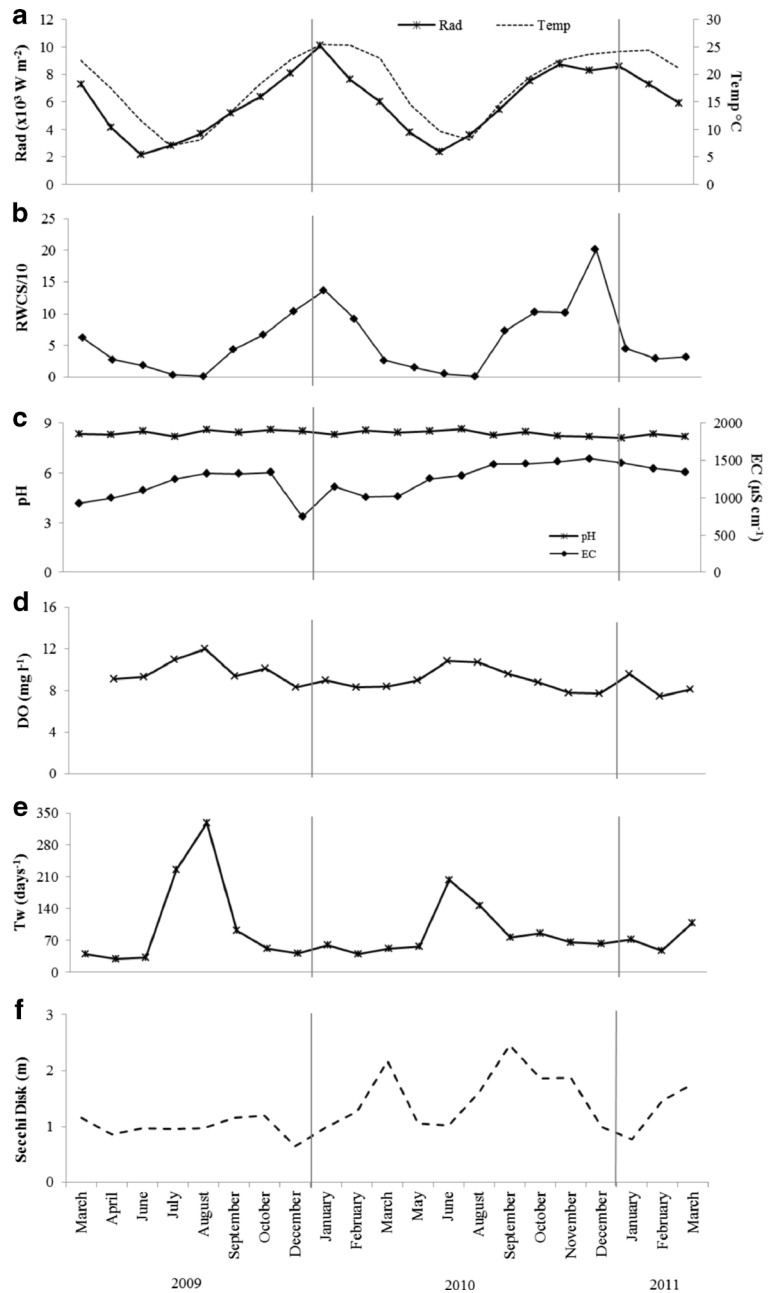 a
Rad
Temp
Rad (x10³ W m⁻²)
12
10
8
6
4
2
0
30
25
20
15
10
5
0
Temp °C
b
RWCS/10
25
20
15
10
5
0
c
pH
9
6
3
0
2000
1500
1000
500
0
EC (µS cm⁻¹)
pH
EC
d
DO (mg l⁻¹)
16
12
8
4
0
e
Tw (days⁻¹)
350
280
210
140
70
0
f
Secchi Disk (m)
3
2
1
0
March
April
June
July
August
September
October
December
January
February
March
May
June
August
September
October
November
December
January
February
March
2009
2010
2011